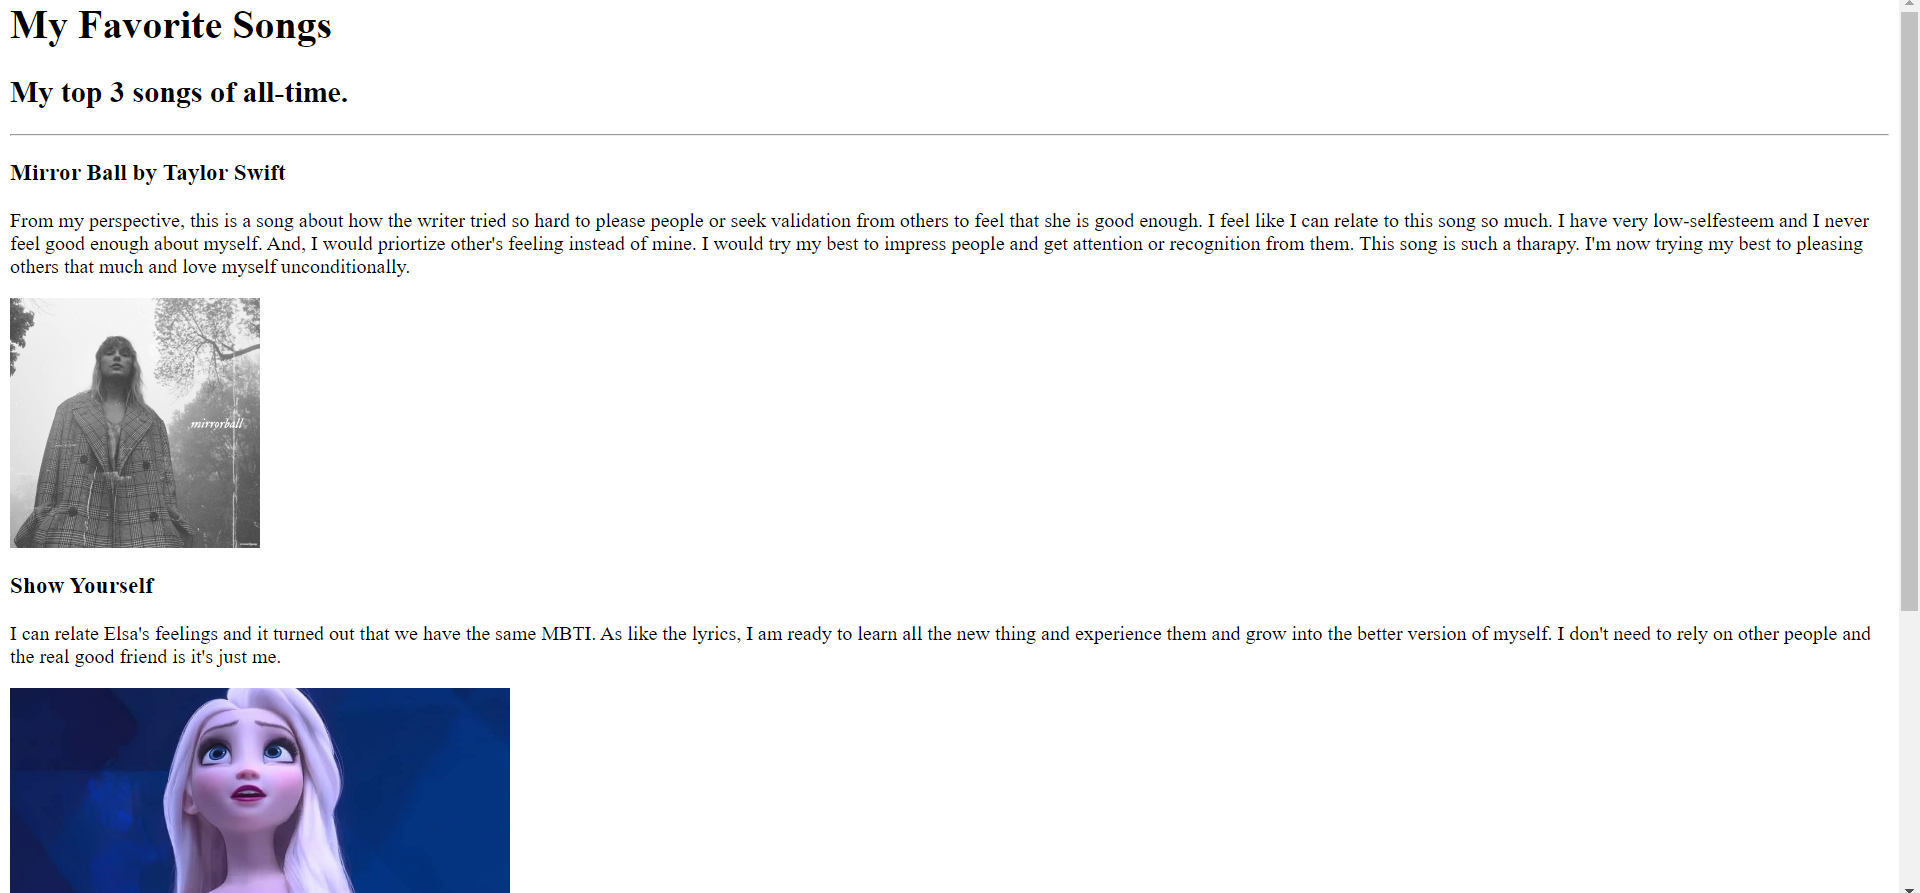 My Favorite Songs
My top 3 songs of all-time.
Mirror Ball by Taylor Swift
From my perspective, this is a song about how the writer tried so hard to please people or seek validation from others to feel that she is good enough. I feel like I can relate to this song so much. I have very low-selfesteem and I never
feel good enough about myself. And, I would priortize other's feeling instead of mine. I would try my best to impress people and get attention or recognition from them. This song is such a tharapy. I'm now trying my best to pleasing
others that much and love myself unconditionally.
mirrorball
Show Yourself
I can relate Elsa's feelings and it turned out that we have the same MBTI. As like the lyrics, I am ready to learn all the new thing and experience them and grow into the better version of myself. I don't need to rely on other people and
the real good friend is it's just me.